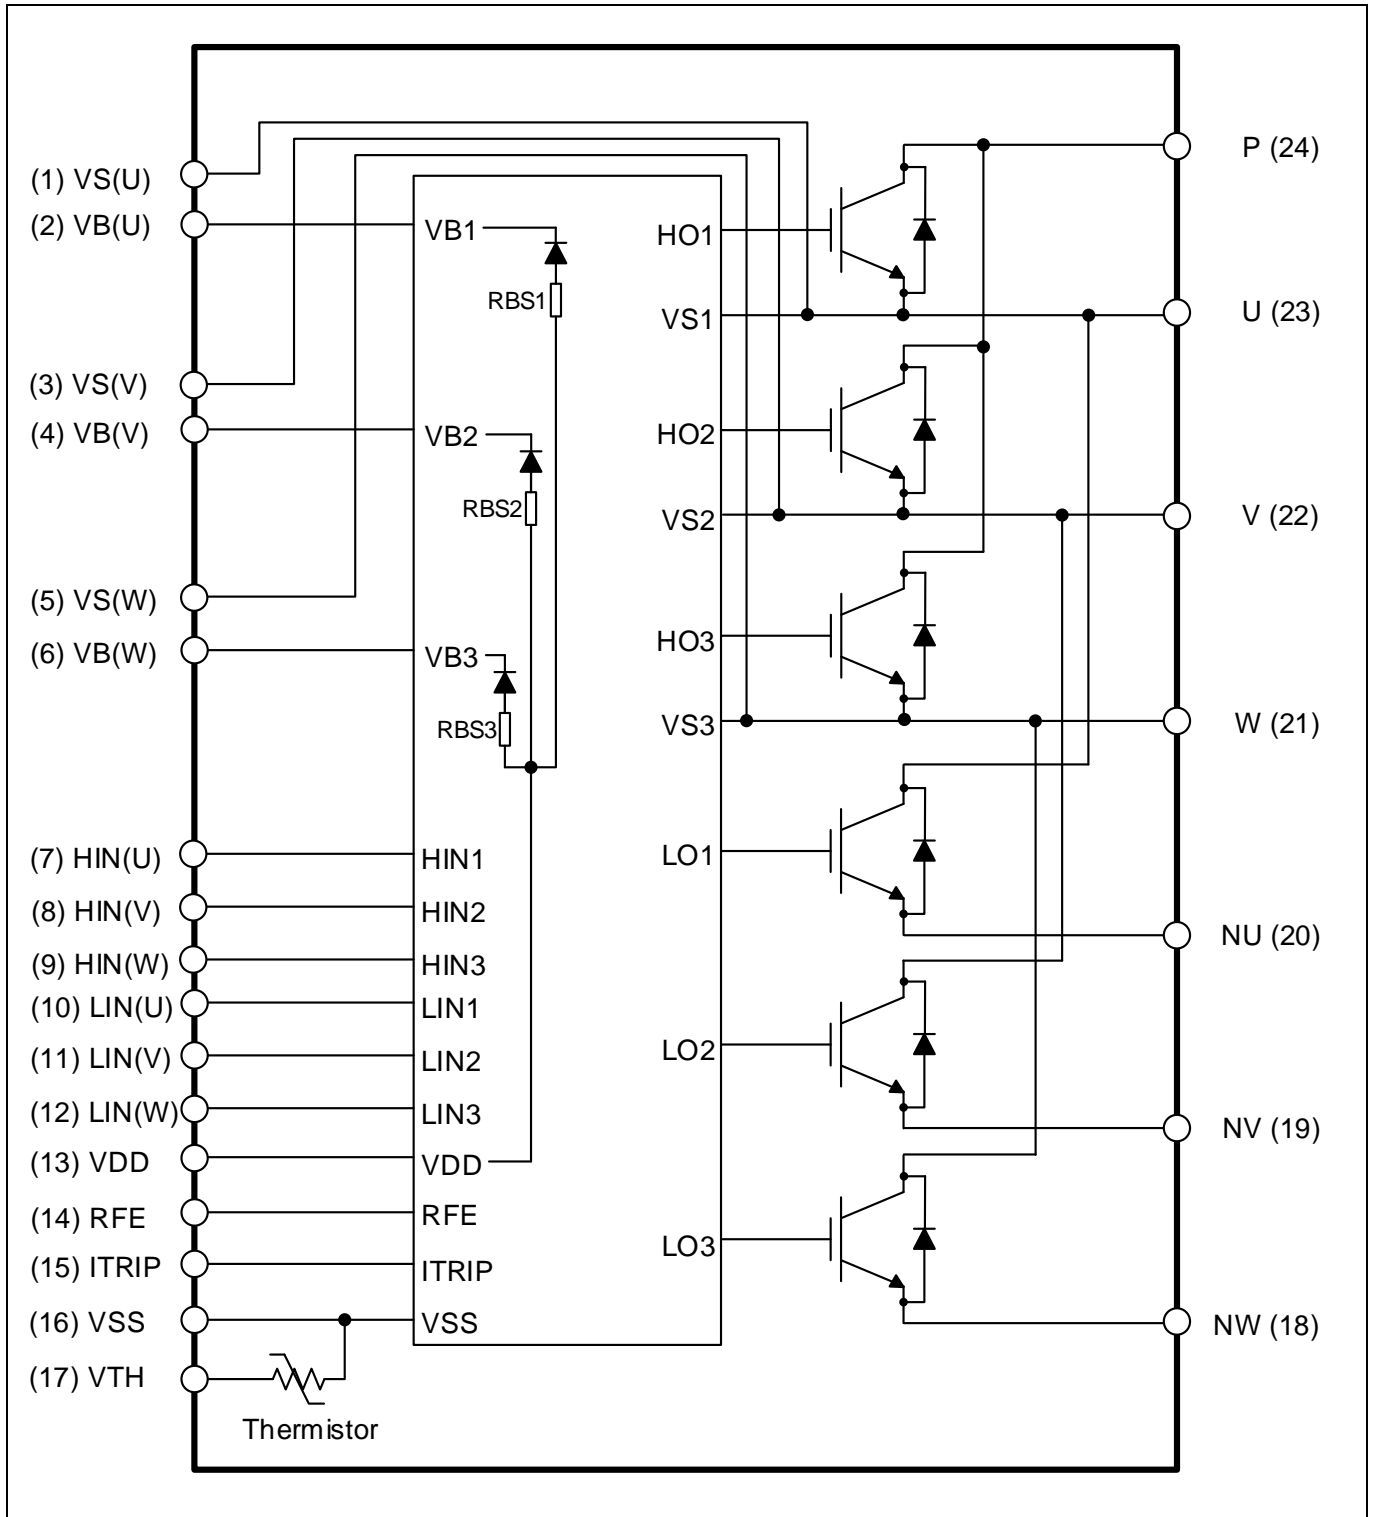 (1) VS(U)
(2) VB(U)
(3) VS(V)
(4) VB(V)
(5) VS(W)
(6) VB(W)
(7) HIN(U)
(8) HIN(V)
(9) HIN(W)
(10) LIN(U)
(11) LIN(V)
(12) LIN(W)
(13) VDD
(14) RFE
(15) ITRIP
(16) VSS
(17) VTH
Thermistor
VB1
RBS1
VB2
RBS2
VB3
RBS3
HIN1
HIN2
HIN3
LIN1
LIN2
LIN3
VDD
RFE
ITRIP
VSS
HO1
VS1
HO2
VS2
HO3
VS3
LO1
LO2
LO3
P (24)
U (23)
V (22)
W (21)
NU (20)
NV (19)
NW (18)